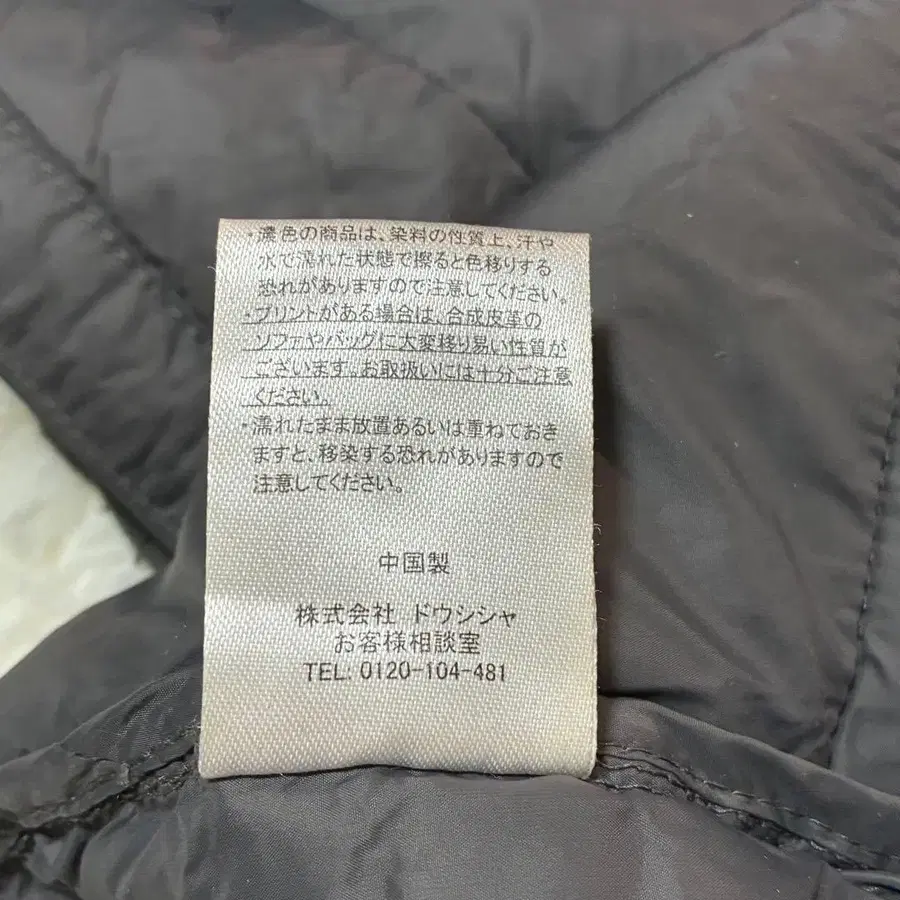 ・濃色の商品は、染料の性質上、汗や
水で濡れた状態で擦ると色移りする
恐れがありますので注意してください。
・プリントがある場合は、合成皮革の
ソファやバッグに大変移り易い性質が
ございます。お取扱いには十分ご注意
ください。
・濡れたまま放置あるいは重ねておき
ますと、移染する恐れがありますので
注意してください。
中国製
株式会社 ドウシシャ
お客様相談室
TEL: 0120-104-481